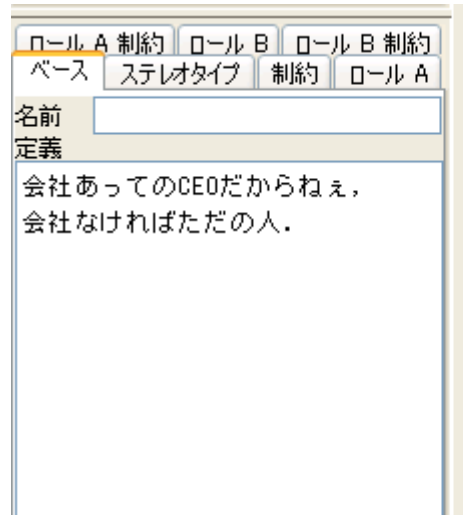 ロール A 制約 ロール B ロール B 制約
ベース ステレオタイプ 制約 ロール A
名前
定義
会社あってのCEOだからねぇ，
会社なければただの人．